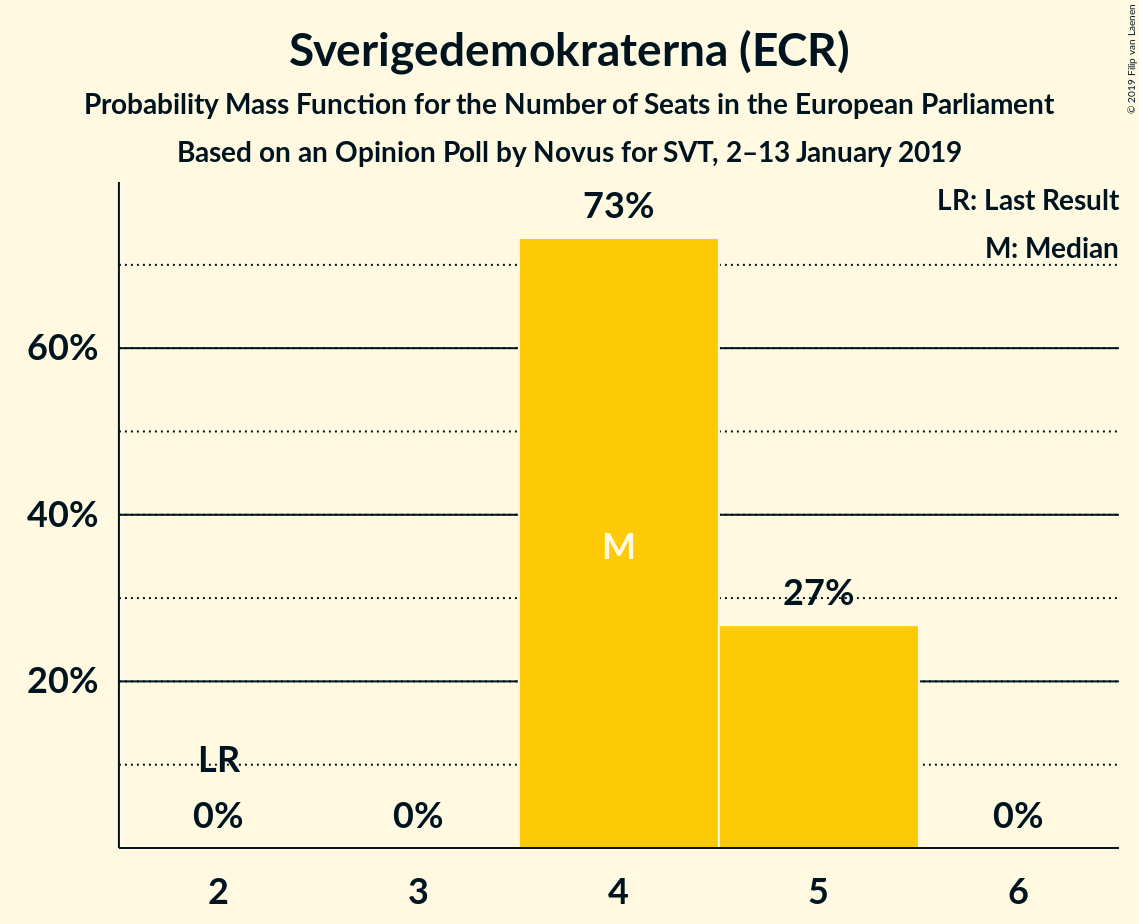 Sverigedemokraterna (ECR)
Probability Mass Function for the Number of Seats in the European Parliament
Based on an Opinion Poll by Novus for SVT, 2–13 January 2019
© 2019 Filip van Laenen
LR: Last Result
M: Median
73%
60%
40%
M
27%
20%
LR
0%
0%
0%
2
3
4
5
6